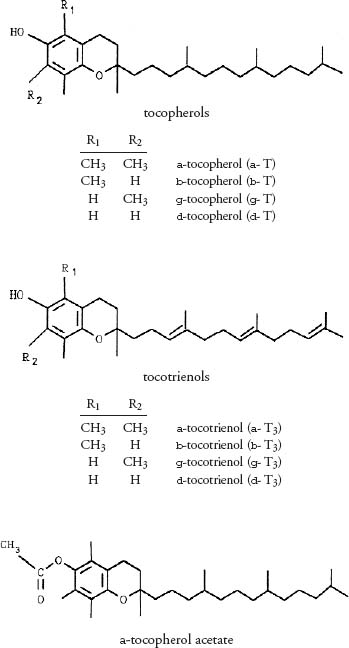 R1
HO
R2
O
tocopherols
R1 R2
CH3 CH3 a-tocopherol (a- T)
CH3 H b-tocopherol (b- T)
H CH3 g-tocopherol (g- T)
H H d-tocopherol (d- T)
R1
HO
R2
O
tocotrienols
R1 R2
CH3 CH3 a-tocotrienol (a- T3)
CH3 H b-tocotrienol (b- T3)
H CH3 g-tocotrienol (g- T3)
H H d-tocotrienol (d- T3)
CH3
O
C
O
O
a-tocopherol acetate